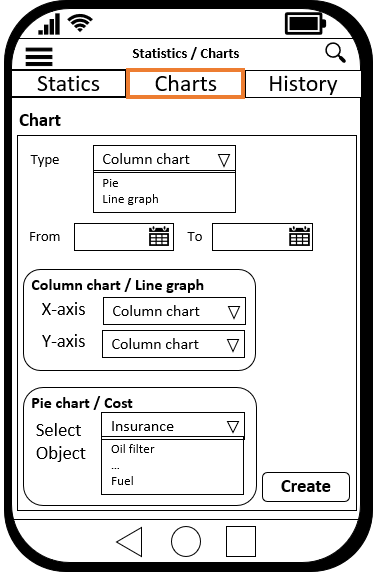 Statistics / Charts
Statics Charts History
Chart
Type Column chart
Pie
Line graph
From To
Column chart / Line graph
X-axis Column chart
Y-axis Column chart
Pie chart / Cost
Select Insurance
Object Oil filter
...
Fuel
Create